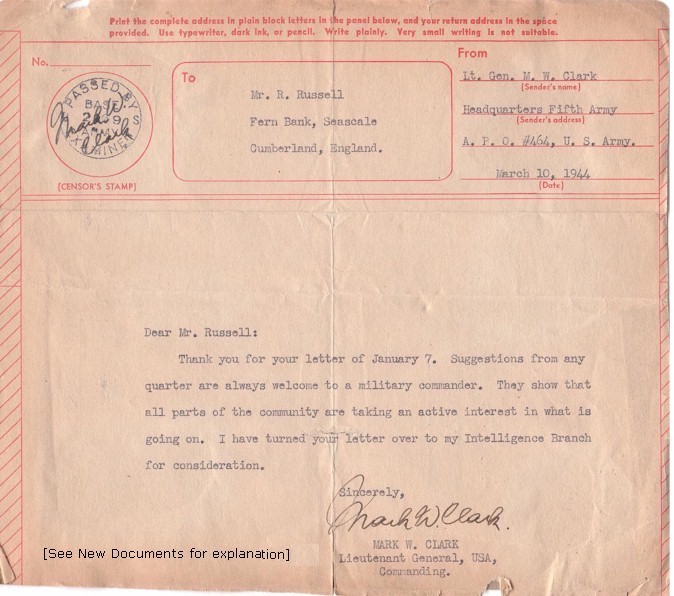 Print the complete address in plain block letters in the panel below, and your return address in the space
provided. Use typewriter, dark ink, or pencil. Write plainly. Very small writing is not suitable.
No.
PASSED BY
BASE
ARMY
EXAMINER
S
Mark W.
Clark
(CENSOR'S STAMP)
To
Mr. R. Russell
Fern Bank, Seascale
Cumberland, England.
From
Lt. Gen. M. W. Clark
(Sender's name)
Headquarters Fifth Army
(Sender's address)
A. P. O. #464, U. S. Army.
March 10, 1944
(Date)
Dear Mr. Russell:
Thank you for your letter of January 7. Suggestions from any
quarter are always welcome to a military commander. They show that
all parts of the community are taking an active interest in what is
going on. I have turned your letter over to my Intelligence Branch
for consideration.
Sincerely,
Mark W Clark.
MARK W. CLARK
Lieutenant General, USA,
Commanding.
[See New Documents for explanation]